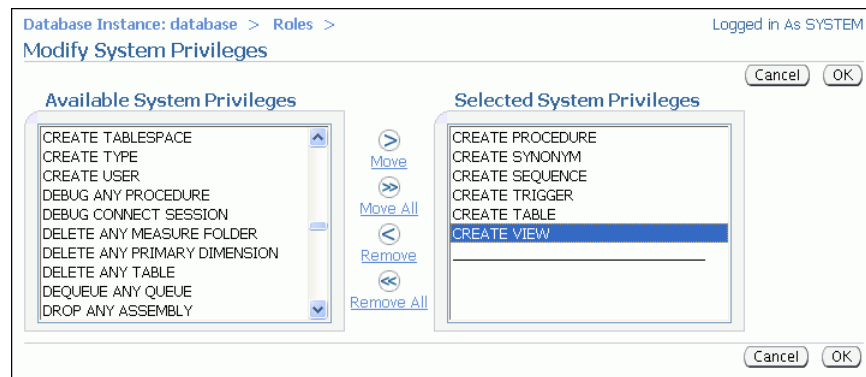 Database Instance: database > Roles >
Logged in As SYSTEM
Modify System Privileges
Cancel OK
Available System Privileges
CREATE TABLESPACE
CREATE TYPE
CREATE USER
DEBUG ANY PROCEDURE
DEBUG CONNECT SESSION
DELETE ANY MEASURE FOLDER
DELETE ANY PRIMARY DIMENSION
DELETE ANY TABLE
DEQUEUE ANY QUEUE
DROP ANY ASSEMBLY
Move
Move All
Remove
Remove All
Selected System Privileges
CREATE PROCEDURE
CREATE SYNONYM
CREATE SEQUENCE
CREATE TRIGGER
CREATE TABLE
CREATE VIEW
Cancel OK